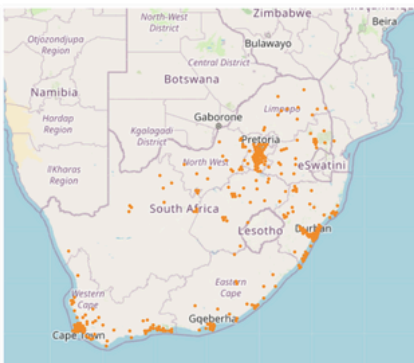 Zimbabwe
North-West
District
Beira
Otjozondjupa
Region
Bulawayo
Central District
Botswana
Namibia
Hardap
Region
Limpopo
Gaborone
Kgalagadi
District
Pretoria
North West
eSwatini
IIKharas
Region
South Africa
Lesotho
Durban
Eastern
Cape
Western
Cape
Gqeberha
Cape Town